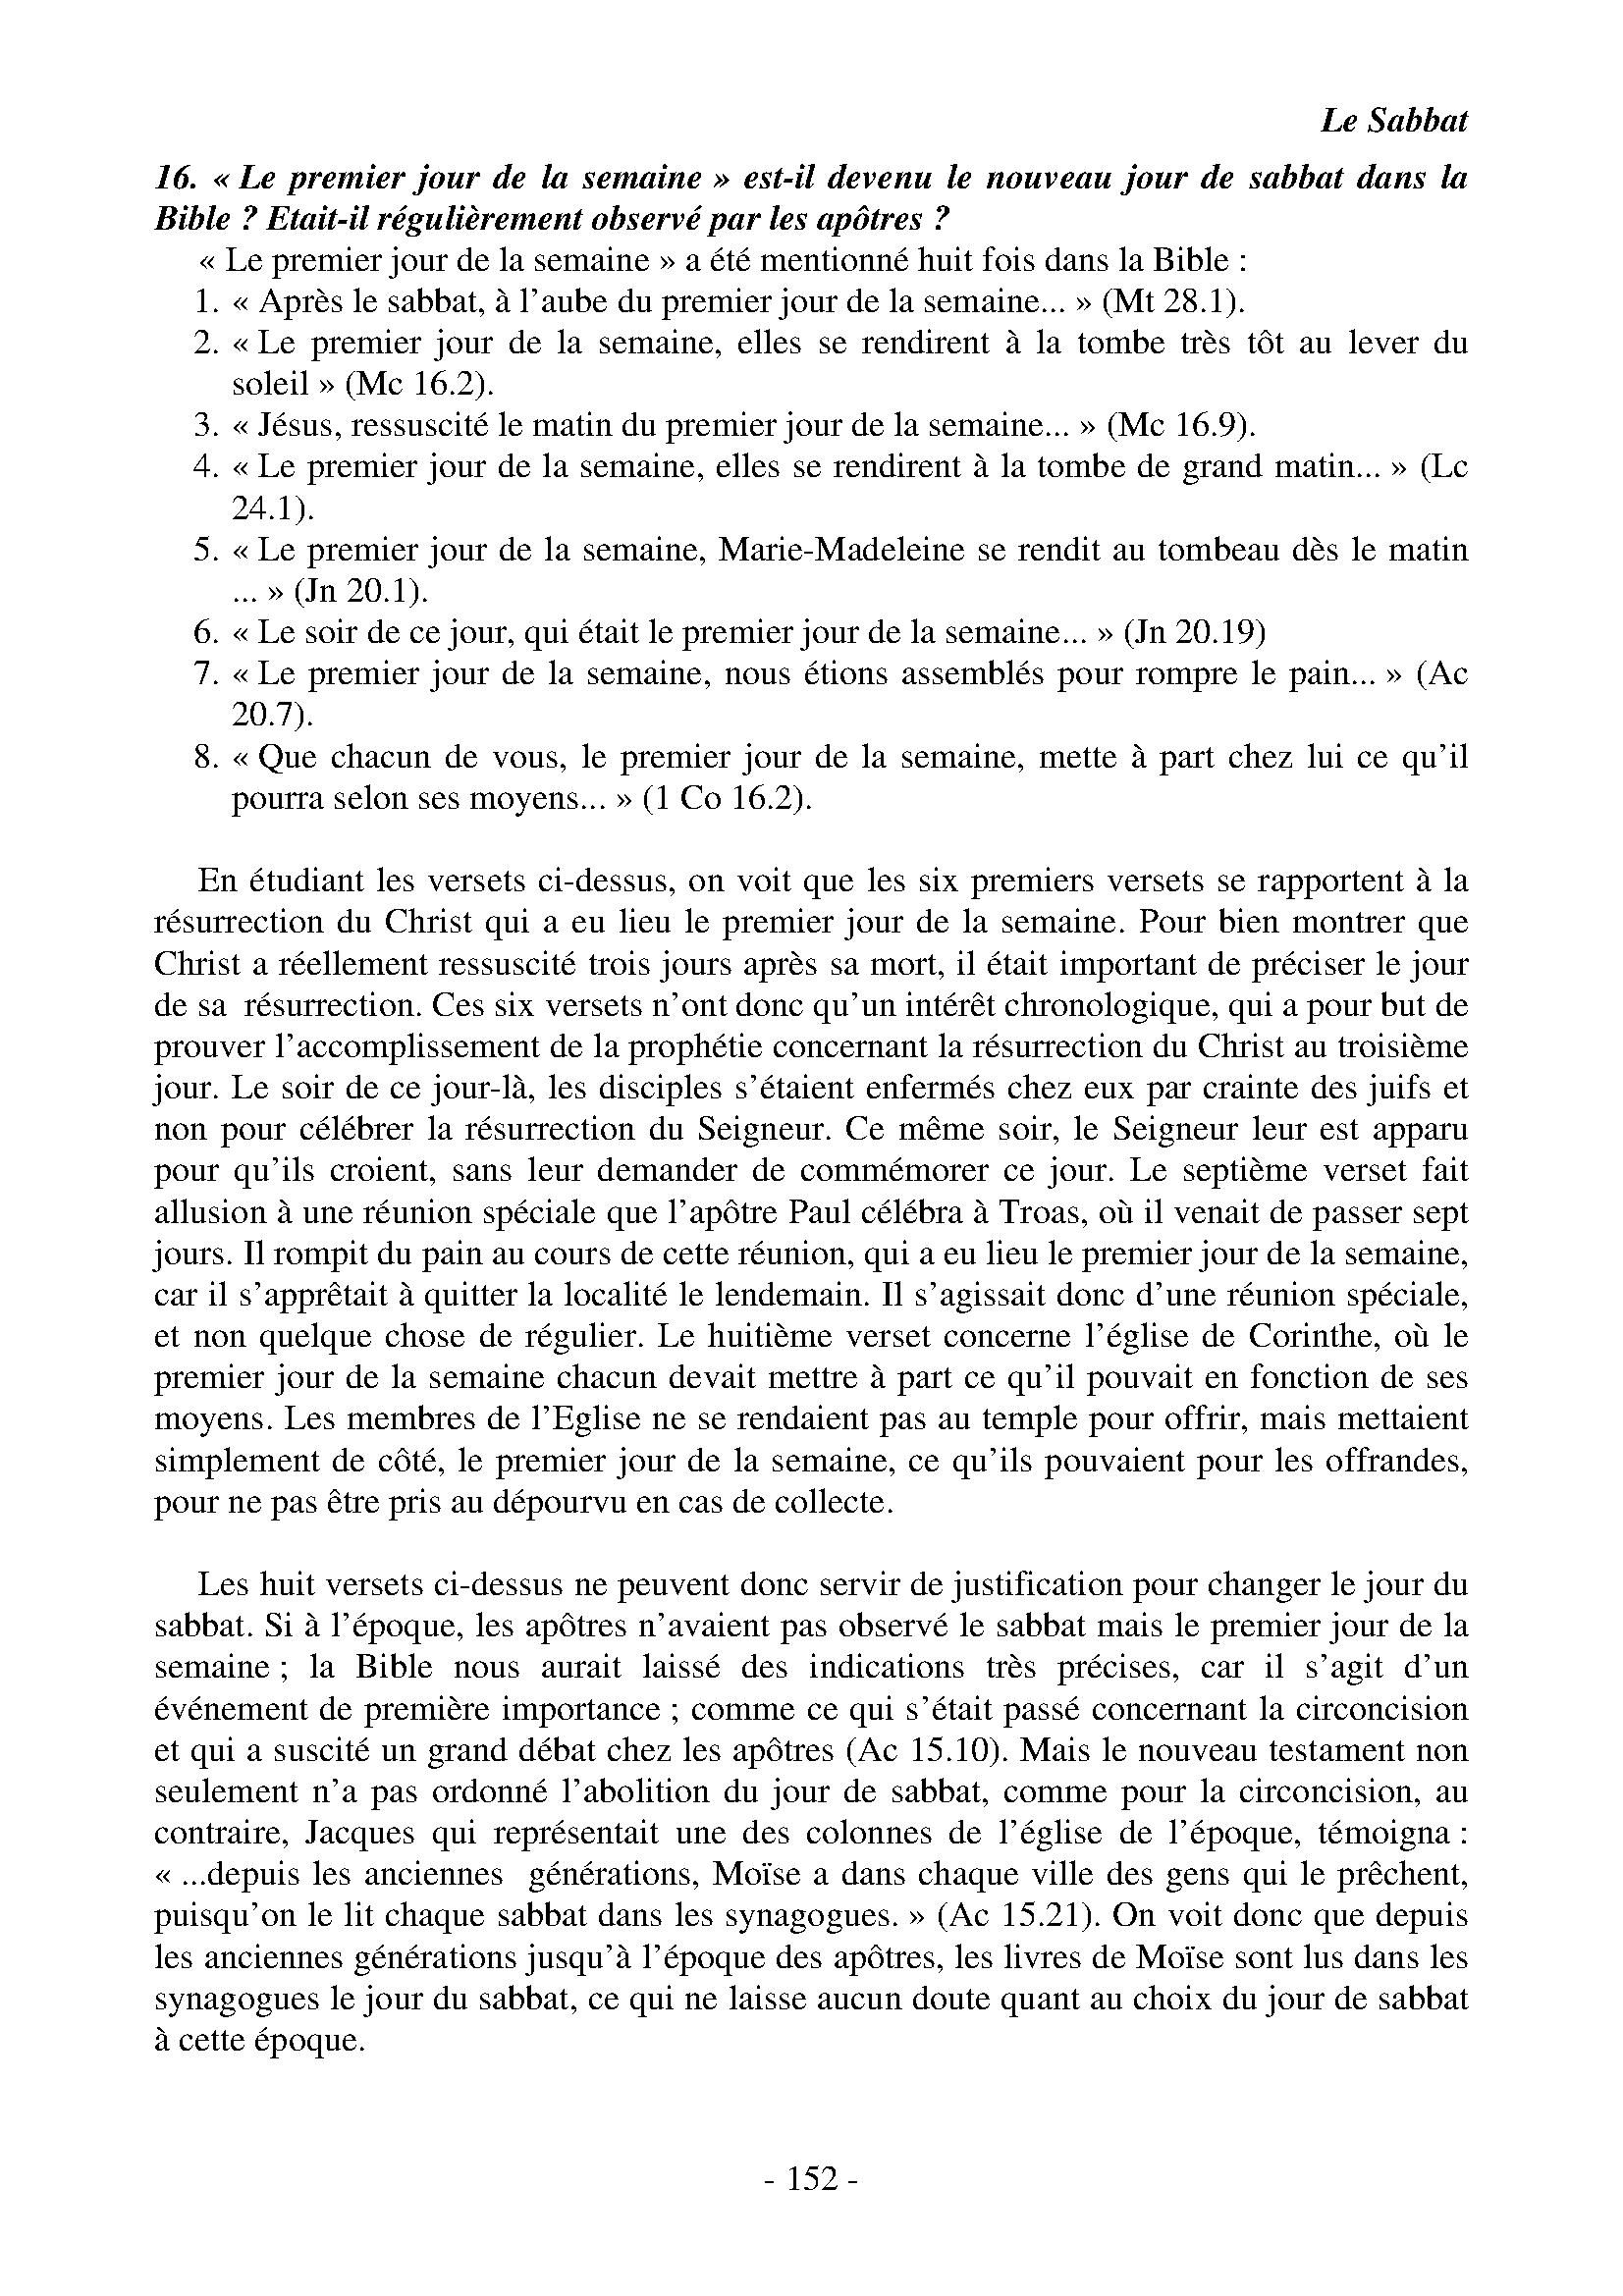 Le Sabbat
16. « Le premier jour de la semaine » est-il devenu le nouveau jour de sabbat dans la
Bible ? Etait-il régulièrement observé par les apôtres ?
« Le premier jour de la semaine » a été mentionné huit fois dans la Bible :
1. « Après le sabbat, à l’aube du premier jour de la semaine... » (Mt 28.1).
2. « Le premier jour de la semaine, elles se rendirent à la tombe très tôt au lever du
soleil » (Mc 16.2).
3. « Jésus, ressuscité le matin du premier jour de la semaine... » (Mc 16.9).
4. « Le premier jour de la semaine, elles se rendirent à la tombe de grand matin... » (Lc
24.1).
5. « Le premier jour de la semaine, Marie-Madeleine se rendit au tombeau dès le matin
... » (Jn 20.1).
6. « Le soir de ce jour, qui était le premier jour de la semaine... » (Jn 20.19)
7. « Le premier jour de la semaine, nous étions assemblés pour rompre le pain... » (Ac
20.7).
8. « Que chacun de vous, le premier jour de la semaine, mette à part chez lui ce qu’il
pourra selon ses moyens... » (1 Co 16.2).
En étudiant les versets ci-dessus, on voit que les six premiers versets se rapportent à la
résurrection du Christ qui a eu lieu le premier jour de la semaine. Pour bien montrer que
Christ a réellement ressuscité trois jours après sa mort, il était important de préciser le jour
de sa  résurrection. Ces six versets n’ont donc qu’un intérêt chronologique, qui a pour but de
prouver l’accomplissement de la prophétie concernant la résurrection du Christ au troisième
jour. Le soir de ce jour-là, les disciples s’étaient enfermés chez eux par crainte des juifs et
non pour célébrer la résurrection du Seigneur. Ce même soir, le Seigneur leur est apparu
pour qu’ils croient, sans leur demander de commémorer ce jour. Le septième verset fait
allusion à une réunion spéciale que l’apôtre Paul célébra à Troas, où il venait de passer sept
jours. Il rompit du pain au cours de cette réunion, qui a eu lieu le premier jour de la semaine,
car il s’apprêtait à quitter la localité le lendemain. Il s’agissait donc d’une réunion spéciale,
et non quelque chose de régulier. Le huitième verset concerne l’église de Corinthe, où le
premier jour de la semaine chacun devait mettre à part ce qu’il pouvait en fonction de ses
moyens. Les membres de l’Eglise ne se rendaient pas au temple pour offrir, mais mettaient
simplement de côté, le premier jour de la semaine, ce qu’ils pouvaient pour les offrandes,
pour ne pas être pris au dépourvu en cas de collecte.
Les huit versets ci-dessus ne peuvent donc servir de justification pour changer le jour du
sabbat. Si à l’époque, les apôtres n’avaient pas observé le sabbat mais le premier jour de la
semaine ; la Bible nous aurait laissé des indications très précises, car il s’agit d’un
événement de première importance ; comme ce qui s’était passé concernant la circoncision
et qui a suscité un grand débat chez les apôtres (Ac 15.10). Mais le nouveau testament non
seulement n’a pas ordonné l’abolition du jour de sabbat, comme pour la circoncision, au
contraire, Jacques qui représentait une des colonnes de l’église de l’époque, témoigna :
« ...depuis les anciennes  générations, Moïse a dans chaque ville des gens qui le prêchent,
puisqu’on le lit chaque sabbat dans les synagogues. » (Ac 15.21). On voit donc que depuis
les anciennes générations jusqu’à l’époque des apôtres, les livres de Moïse sont lus dans les
synagogues le jour du sabbat, ce qui ne laisse aucun doute quant au choix du jour de sabbat
à cette époque.
- 152 -